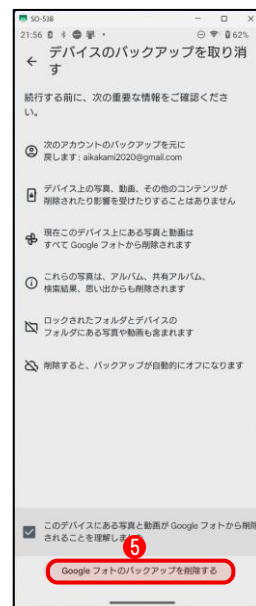 SO-53B
21:56 62%
デバイスのバックアップを取り消
す
続行する前に、次の重要な情報をご確認くださ
い。
次のアカウントのバックアップを元に
戻します: aikakami2020@gmail.com
デバイス上の写真、動画、その他のコンテンツが
削除されたり影響を受けたりすることはありません
現在このデバイス上にある写真と動画は
すべて Google フォトから削除されます
これらの写真は、アルバム、共有アルバム、
検索結果、思い出からも削除されます
ロックされたフォルダとデバイスの
フォルダにある写真や動画も含まれます
削除すると、バックアップが自動的にオフになります
このデバイスにある写真と動画が Google フォトから削除
されることを理解しました
5
Google フォトのバックアップを削除する